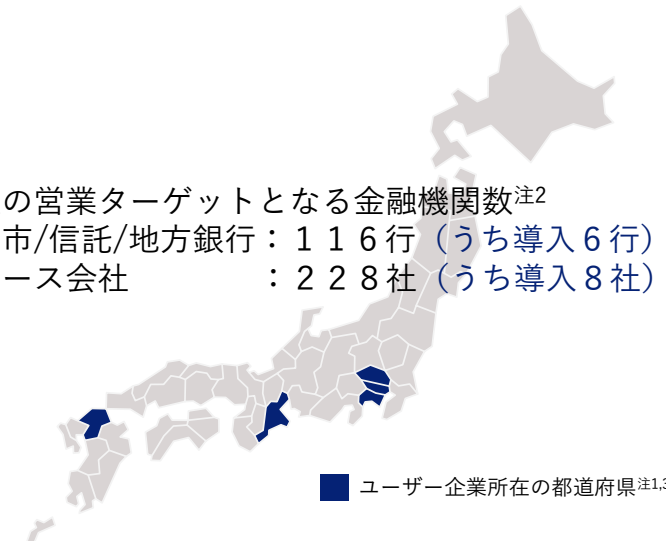 の営業ターゲットとなる金融機関数注2
市/信託/地方銀行：１１６行（うち導入６行）
ース会社　　　　：２２８社（うち導入８社）
ユーザー企業所在の都道府県注1,3